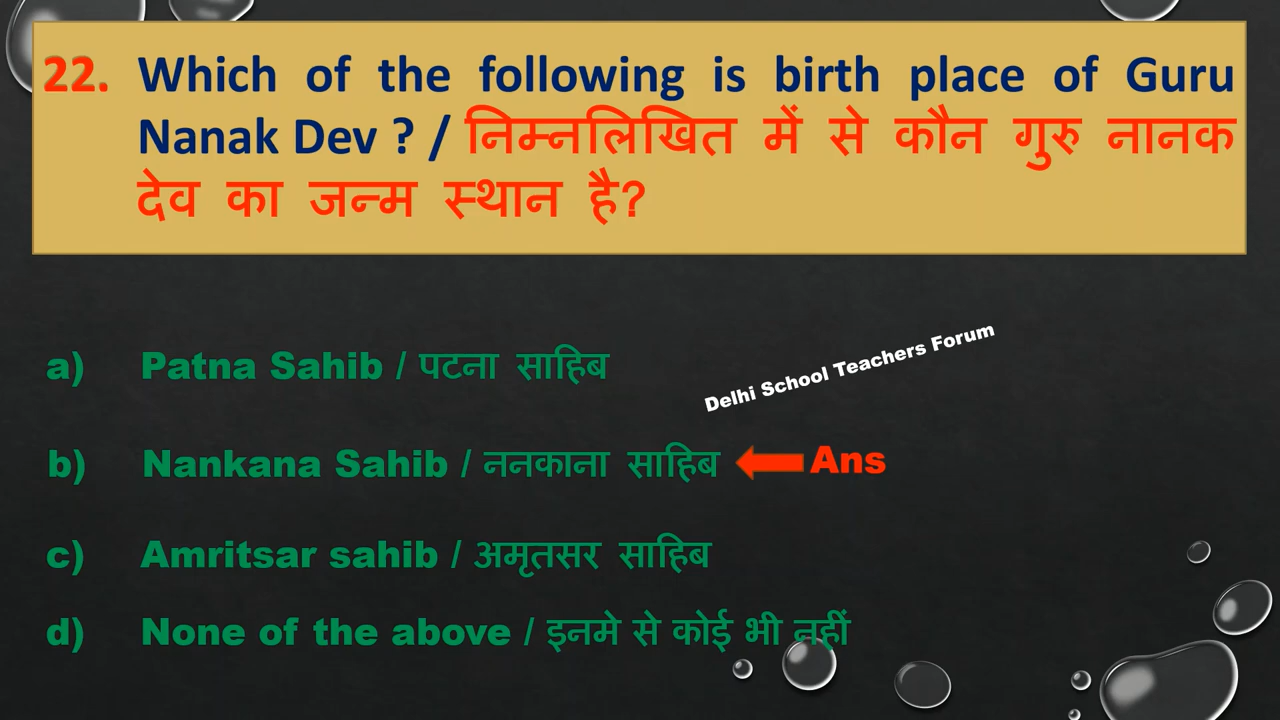 22. Which of the following is birth place of Guru
Nanak Dev ? / निम्नलिखित में से कौन गुरु नानक
देव का जन्म स्थान है?
Delhi School Teachers Forum
a) Patna Sahib / पटना साहिब
b) Nankana Sahib / ननकाना साहिब Ans
c) Amritsar sahib / अमृतसर साहिब
d) None of the above / इनमे से कोई भी नहीं